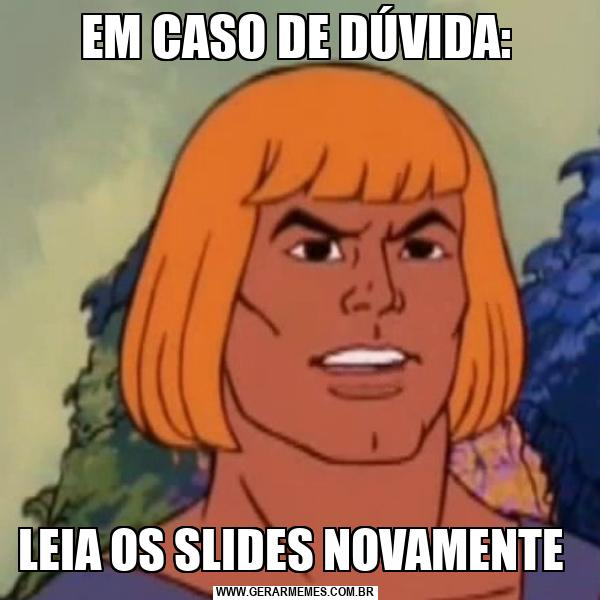 EM CASO DE DÚVIDA:
LEIA OS SLIDES NOVAMENTE
WWW.GERARMEMES.COM.BR